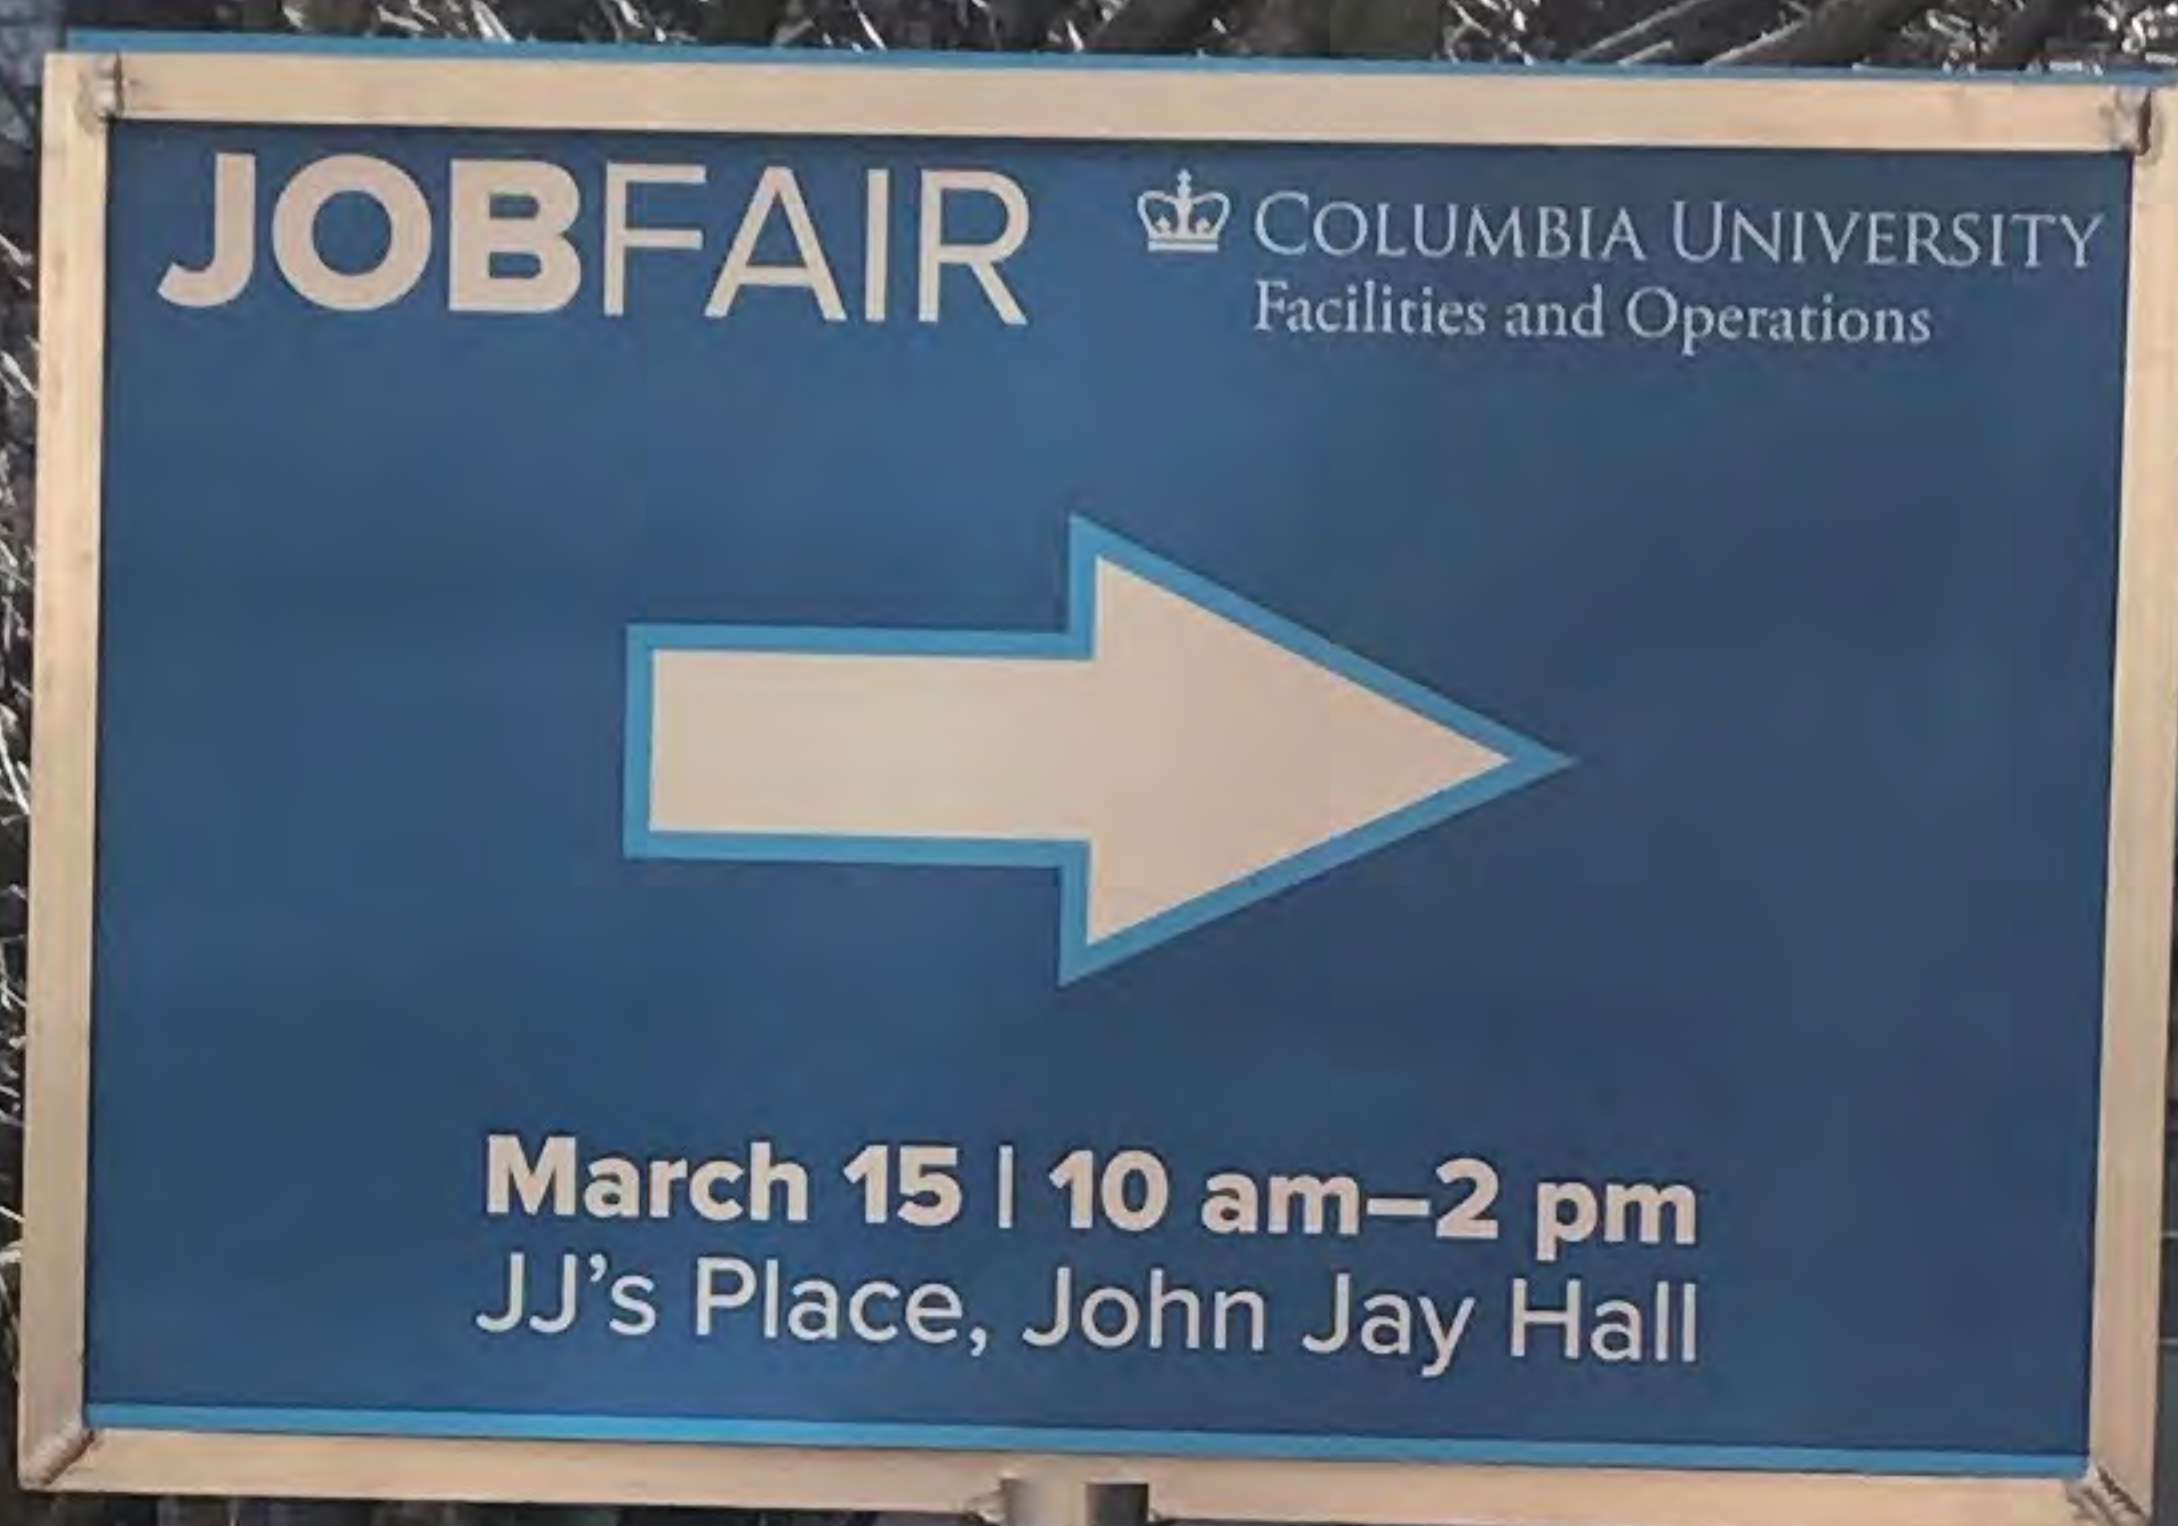 JOBFAIR
COLUMBIA UNIVERSITY
Facilities and Operations
March 15 | 10 am–2 pm
JJ's Place, John Jay Hall